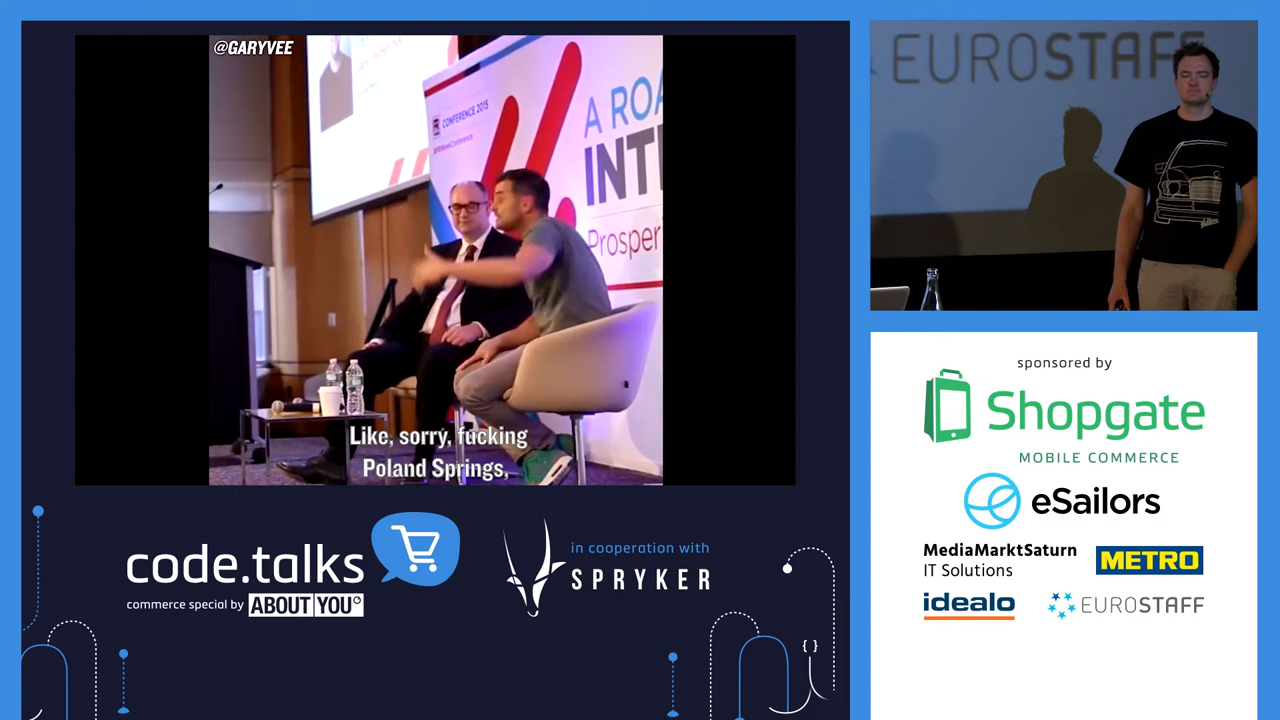 @GARYVEE
CONFERENCE 2015
A ROA
INT
Prosper
Like, sorry, fucking
Poland Springs,
code.talks
commerce special by ABOUT YOU°
in cooperation with
SPRYKER
{ }
EUROSTAFF
sponsored by
Shopgate
MOBILE COMMERCE
eSailors
MediaMarktSaturn
IT Solutions
METRO
idealo
EUROSTAFF